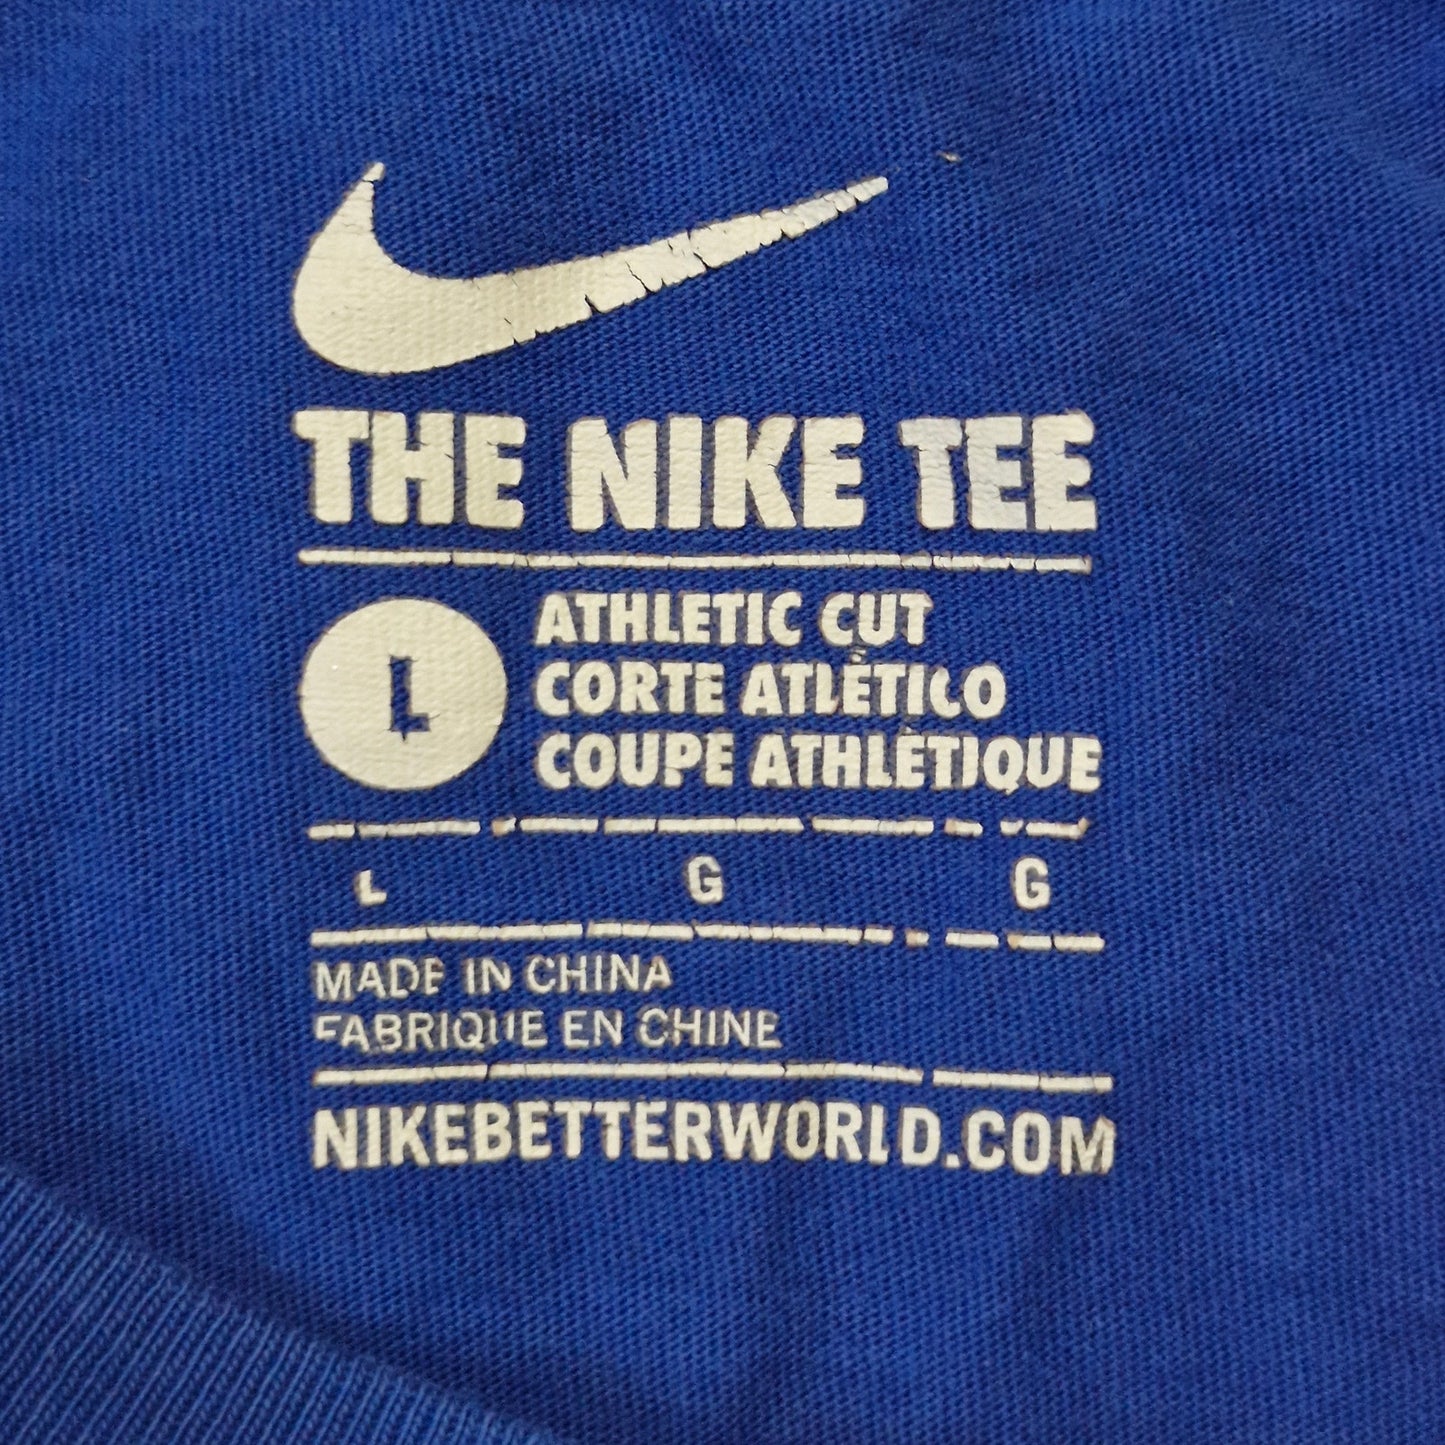 THE NIKE TEE
L
ATHLETIC CUT
CORTE ATLÉTICO
COUPE ATHLÉTIQUE
L G G
MADE IN CHINA
FABRIQUE EN CHINE
NIKEBETTERWORLD.COM